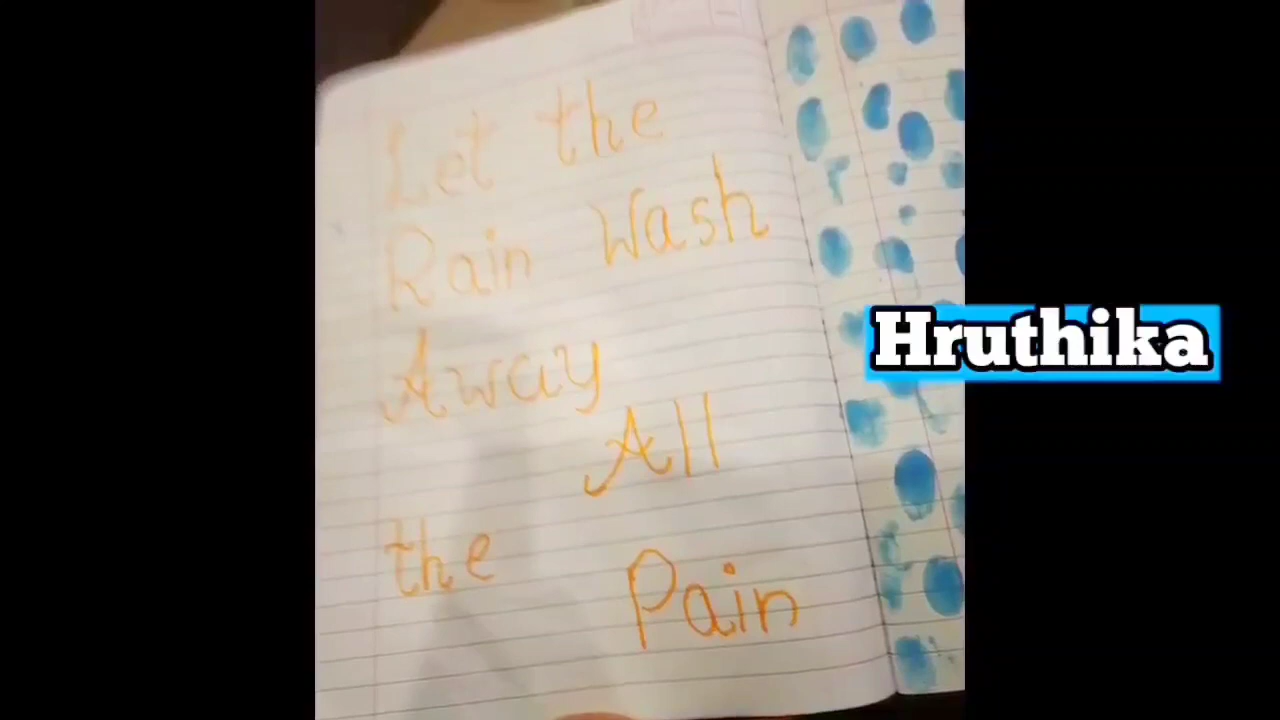 Let the
Rain Wash
Away
All
the
Pain
Hruthika